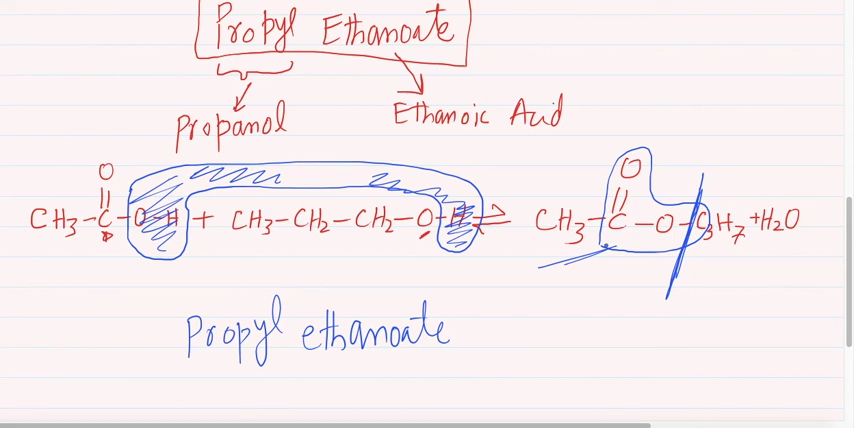 Propyl Ethanoate
Propanol
Ethanoic Acid
O
||
CH3-C-O-H + CH3-CH2-CH2-O-H ⇌
O
||
CH3-C-O-C3H7 + H2O
Propyl ethanoate